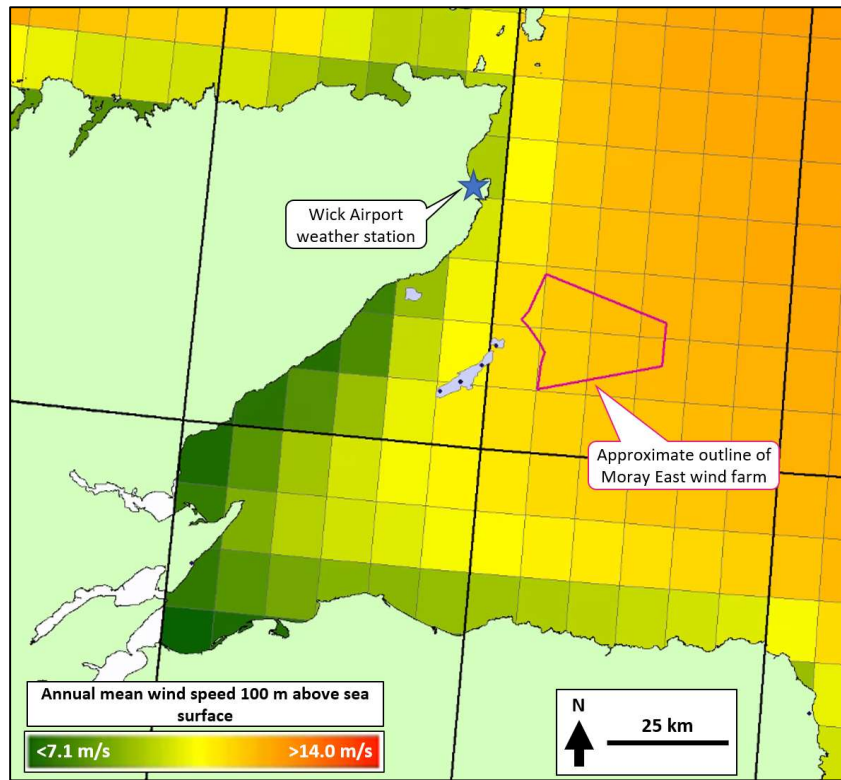 Wick Airport
weather station
Approximate outline of
Moray East wind farm
Annual mean wind speed 100 m above sea
surface
<7.1 m/s >14.0 m/s
N
25 km